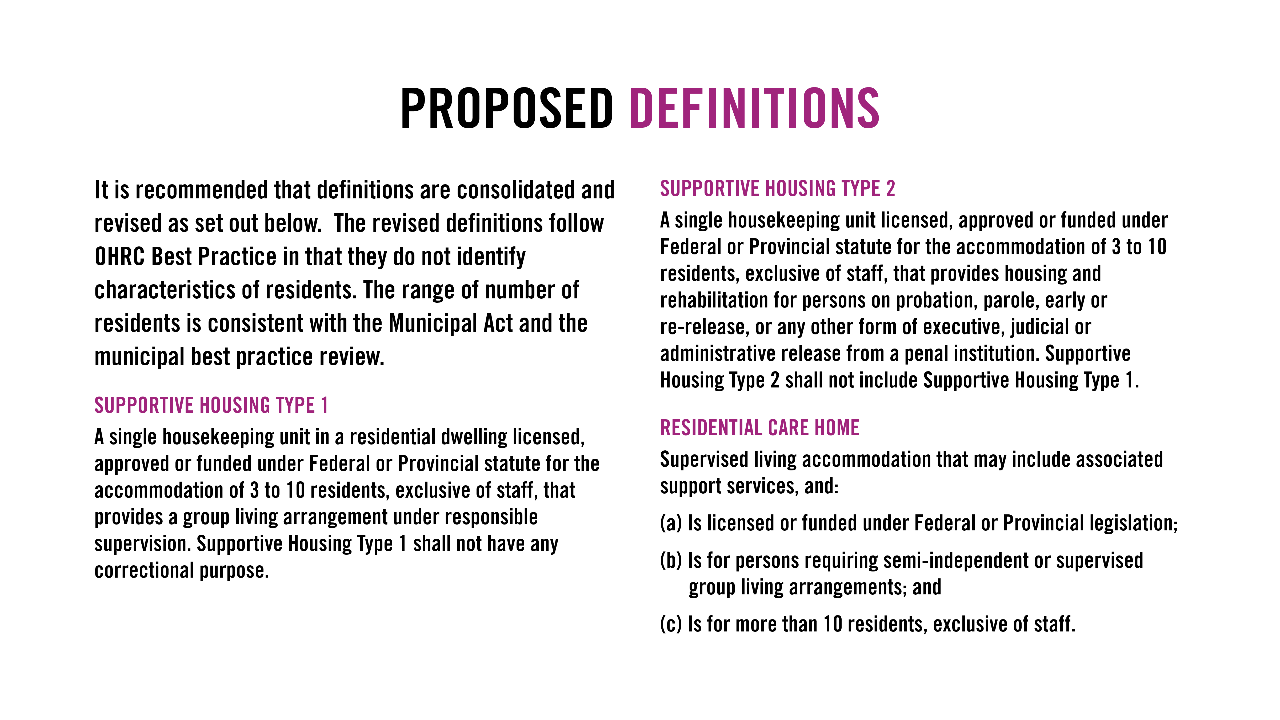 PROPOSED DEFINITIONS
It is recommended that definitions are consolidated and
revised as set out below.  The revised definitions follow
OHRC Best Practice in that they do not identify
characteristics of residents. The range of number of
residents is consistent with the Municipal Act and the
municipal best practice review.
SUPPORTIVE HOUSING TYPE 1
A single housekeeping unit in a residential dwelling licensed,
approved or funded under Federal or Provincial statute for the
accommodation of 3 to 10 residents, exclusive of staff, that
provides a group living arrangement under responsible
supervision. Supportive Housing Type 1 shall not have any
correctional purpose.
SUPPORTIVE HOUSING TYPE 2
A single housekeeping unit licensed, approved or funded under
Federal or Provincial statute for the accommodation of 3 to 10
residents, exclusive of staff, that provides housing and
rehabilitation for persons on probation, parole, early or
re-release, or any other form of executive, judicial or
administrative release from a penal institution. Supportive
Housing Type 2 shall not include Supportive Housing Type 1.
RESIDENTIAL CARE HOME
Supervised living accommodation that may include associated
support services, and:
(a) Is licensed or funded under Federal or Provincial legislation;
(b) Is for persons requiring semi-independent or supervised
group living arrangements; and
(c) Is for more than 10 residents, exclusive of staff.